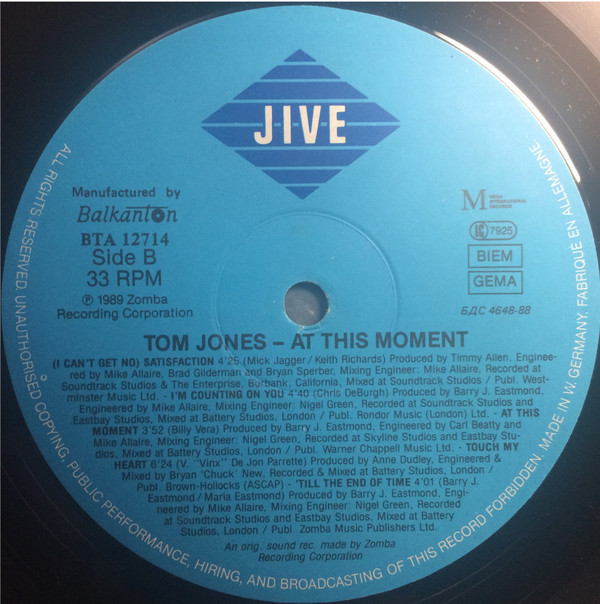 JIVE
Manufactured by
Balkanton
BTA 12714
Side B
33 RPM
℗ 1989 Zomba
Recording Corporation
M MEGA INTERNATIONAL RECORDS
LC 7925
BIEM
GEMA
БДС 4648-88
TOM JONES – AT THIS MOMENT
(I CAN'T GET NO) SATISFACTION 4'26 (Mick Jagger/Keith Richards) Produced by Timmy Allen. Enginee-
red by Mike Allaire, Brad Gilderman and Bryan Sperber, Mixing Engineer: Mike Allaire, Recorded at
Soundtrack Studios & The Enterprise, Burbank, California, Mixed at Soundtrack Studios / Publ. West-
minster Music Ltd. - I'M COUNTING ON YOU 4'40 (Chris DeBurgh) Produced by Barry J. Eastmond,
Engineered by Mike Allaire, Mixing Engineer: Nigel Green, Recorded at Soundtrack Studios and
Eastbay Studios, Mixed at Battery Studios, London / Publ. Rondor Music (London) Ltd. - AT THIS
MOMENT 3'52 (Billy Vera) Produced by Barry J. Eastmond, Engineered by Carl Beatty and
Mike Allaire, Mixing Engineer: Nigel Green, Recorded at Skyline Studios and Eastbay Stu-
dios, Mixed at Battery Studios, London / Publ. Warner Chappell Music Ltd. - TOUCH MY
HEART 6'24 (V. ''Vinx'' De Jon Parrette) Produced by Anne Dudley, Engineered &
Mixed by Bryan 'Chuck' New, Recorded & Mixed at Battery Studios, London /
Publ. Brown-Hollocks (ASCAP) - 'TILL THE END OF TIME 4'01 (Barry J.
Eastmond / Maria Eastmond) Produced by Barry J. Eastmond, Engi-
neered by Mike Allaire, Mixing Engineer: Nigel Green, Recorded
at Soundtrack Studios and Eastbay Studios, Mixed at Battery
Studios, London / Publ. Zomba Music Publishers Ltd.
An orig. sound rec. made by Zomba
Recording Corporation
ALL RIGHTS RESERVED. UNAUTHORISED COPYING, PUBLIC PERFORMANCE, HIRING, AND BROADCASTING OF THIS RECORD FORBIDDEN. MADE IN W. GERMANY. FABRIQUÉ EN ALLEMAGNE